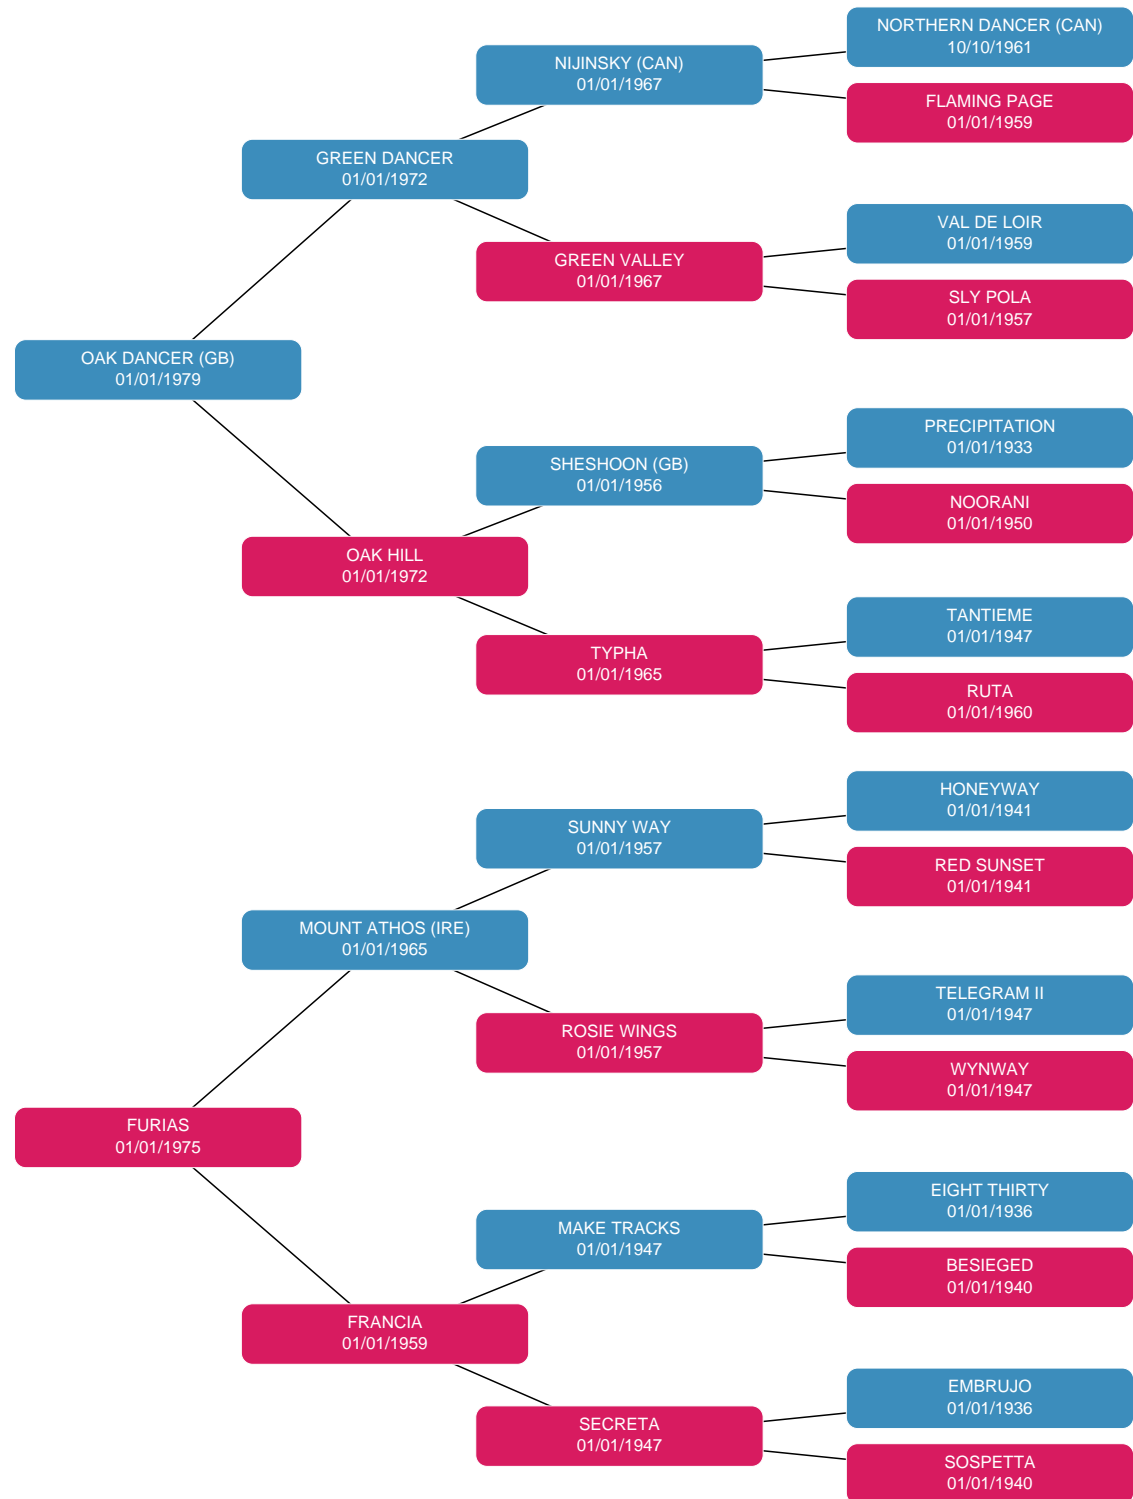 NORTHERN DANCER (CAN)
10/10/1961
NIJINSKY (CAN)
01/01/1967
FLAMING PAGE
01/01/1959
GREEN DANCER
01/01/1972
VAL DE LOIR
01/01/1959
GREEN VALLEY
01/01/1967
SLY POLA
01/01/1957
OAK DANCER (GB)
01/01/1979
PRECIPITATION
01/01/1933
SHESHOON (GB)
01/01/1956
NOORANI
01/01/1950
OAK HILL
01/01/1972
TANTIEME
01/01/1947
TYPHA
01/01/1965
RUTA
01/01/1960
HONEYWAY
01/01/1941
SUNNY WAY
01/01/1957
RED SUNSET
01/01/1941
MOUNT ATHOS (IRE)
01/01/1965
TELEGRAM II
01/01/1947
ROSIE WINGS
01/01/1957
WYNWAY
01/01/1947
FURIAS
01/01/1975
EIGHT THIRTY
01/01/1936
MAKE TRACKS
01/01/1947
BESIEGED
01/01/1940
FRANCIA
01/01/1959
EMBRUJO
01/01/1936
SECRETA
01/01/1947
SOSPETTA
01/01/1940